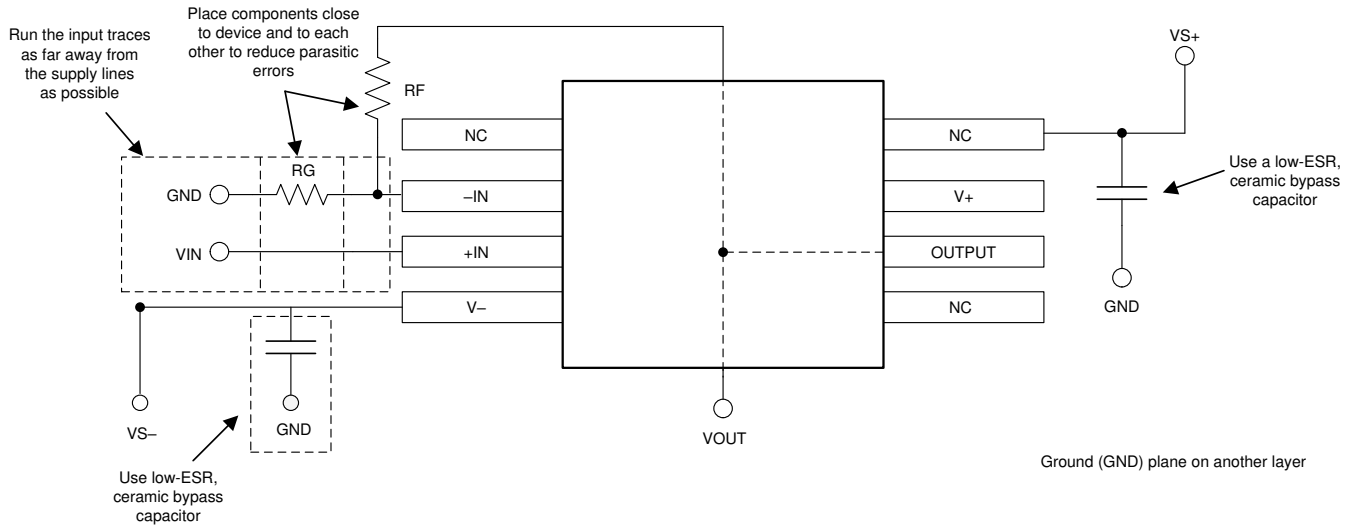 Place components close
to device and to each
other to reduce parasitic
errors
Run the input traces
as far away from
the supply lines
as possible
VS+
RF
NC
NC
Use a low-ESR,
ceramic bypass
capacitor
RG
GND
–IN
V+
VIN
+IN
OUTPUT
GND
V–
NC
VS–
GND
VOUT
Use low-ESR,
ceramic bypass
capacitor
Ground (GND) plane on another layer